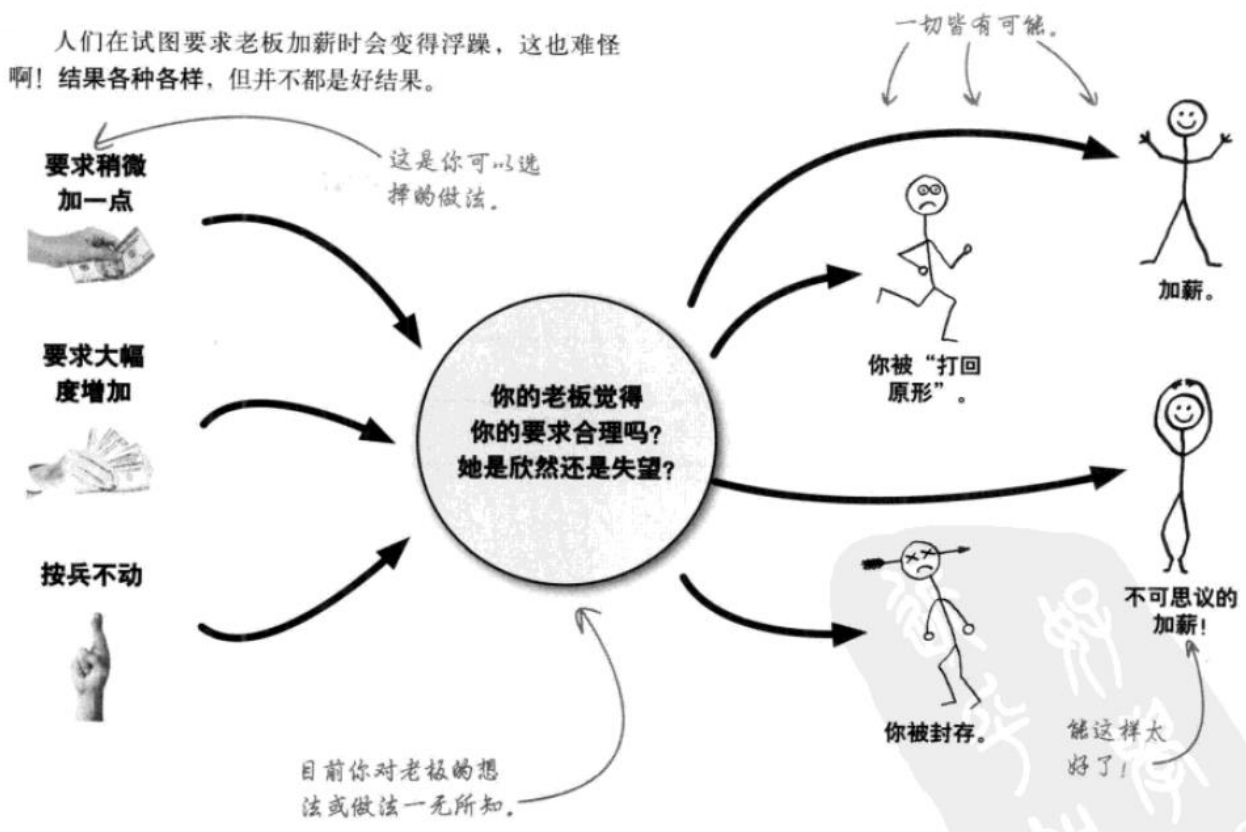 人们在试图要求老板加薪时会变得浮躁，这也难怪
啊！结果各种各样，但并不都是好结果。
一切皆有可能。
要求稍微
加一点
这是你可以选
择的做法。
加薪。
要求大幅
度增加
你被“打回
原形”。
你的老板觉得
你的要求合理吗？
她是欣然还是失望？
按兵不动
不可思议的
加薪！
你被封存。
能这样太
好了！
目前你对老板的想
法或做法一无所知。